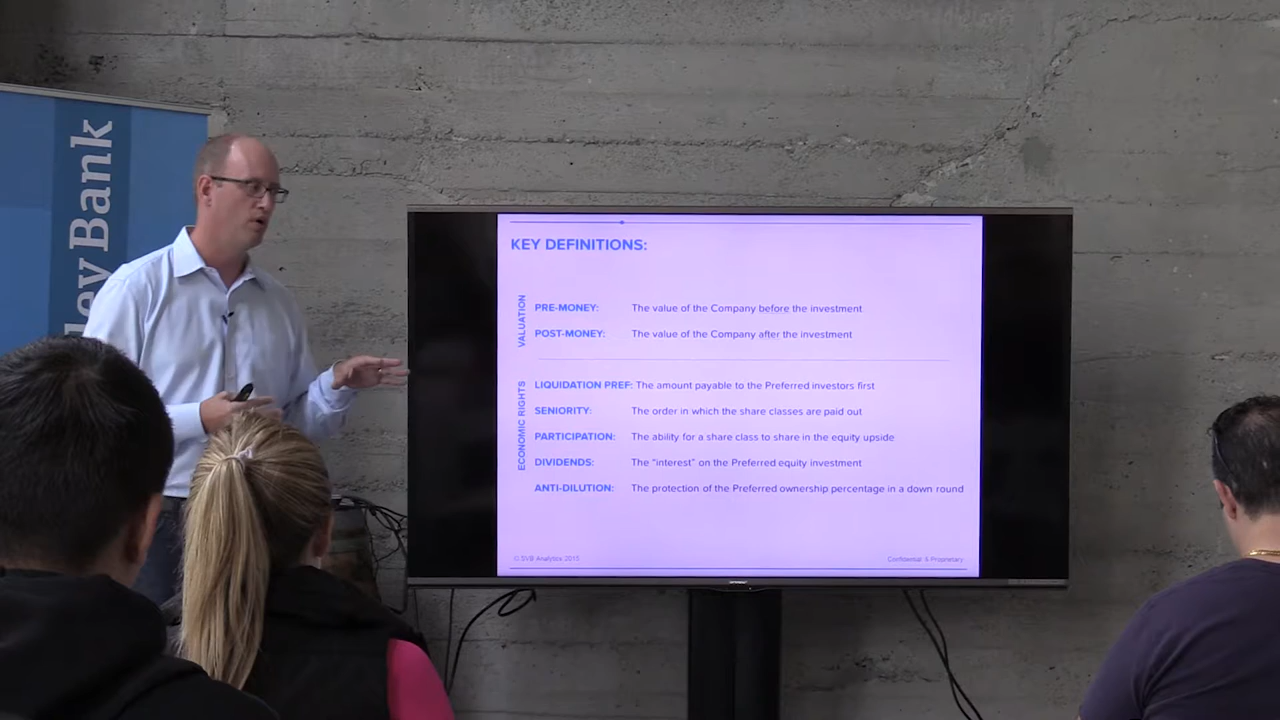 ley Bank
KEY DEFINITIONS:
VALUATION
PRE-MONEY: The value of the Company before the investment
POST-MONEY: The value of the Company after the investment
ECONOMIC RIGHTS
LIQUIDATION PREF: The amount payable to the Preferred investors first
SENIORITY: The order in which the share classes are paid out
PARTICIPATION: The ability for a share class to share in the equity upside
DIVIDENDS: The “interest” on the Preferred equity investment
ANTI-DILUTION: The protection of the Preferred ownership percentage in a down round
© SVB Analytics 2015 Confidential & Proprietary